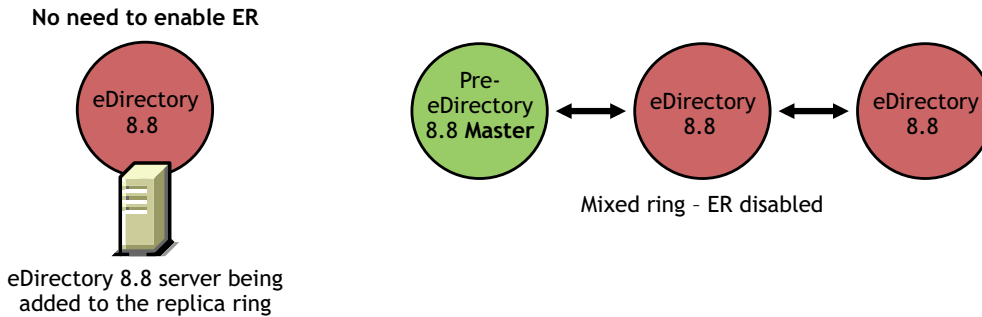 No need to enable ER
eDirectory
8.8
eDirectory 8.8 server being
added to the replica ring
Pre-
eDirectory
8.8 Master
eDirectory
8.8
eDirectory
8.8
Mixed ring – ER disabled